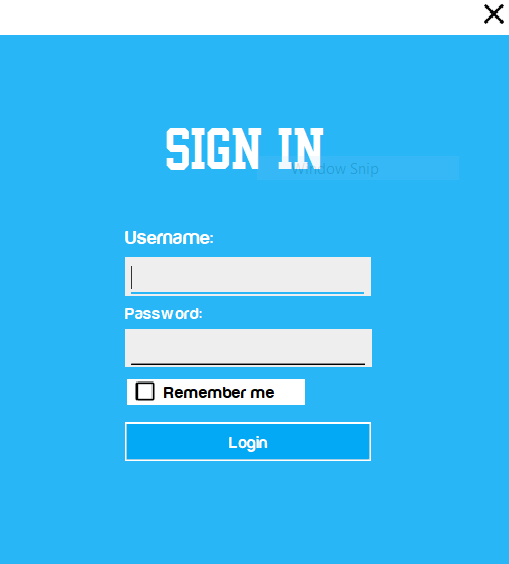 SIGN IN
Window Snip
Username:
Password:
Remember me
Login